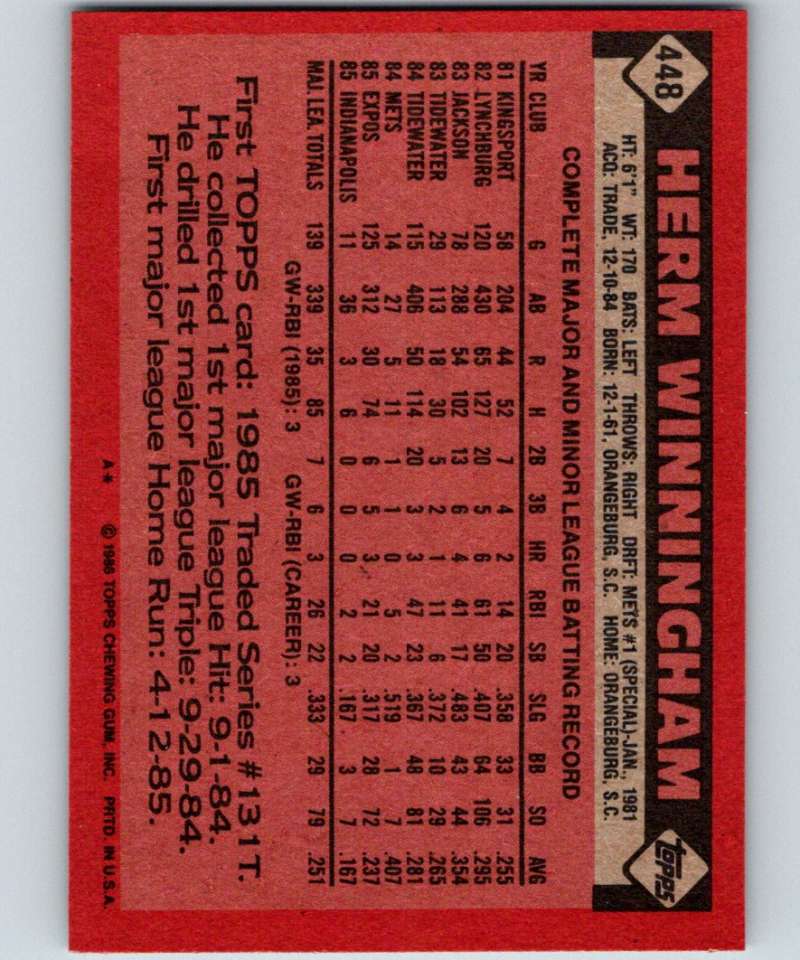 448
HERM WINNINGHAM
topps
HT: 6'1" WT: 170 BATS: LEFT THROWS: RIGHT DRFT: METS #1 (SPECIAL)-JAN., 1981
ACQ: TRADE, 12-10-84 BORN: 12-1-61, ORANGEBURG, S.C. HOME: ORANGEBURG, S.C.
COMPLETE MAJOR AND MINOR LEAGUE BATTING RECORD
YR CLUB G AB R H 2B 3B HR RBI SB SLG BB SO AVG
81 KINGSPORT 58 204 44 52 7 4 2 14 20 .358 33 31 .255
82 LYNCHBURG 120 430 65 127 20 5 6 61 50 .407 64 106 .295
83 JACKSON 78 288 54 102 13 6 4 41 17 .483 43 44 .354
83 TIDEWATER 29 113 18 30 5 2 1 11 6 .372 10 29 .265
84 TIDEWATER 115 406 50 114 20 3 3 47 23 .367 48 81 .281
84 METS 14 27 5 11 1 1 0 5 2 .519 1 7 .407
85 EXPOS 125 312 30 74 6 5 3 21 20 .317 28 72 .237
85 INDIANAPOLIS 11 36 3 6 0 0 0 2 2 .167 3 7 .167
MAJ. LEA. TOTALS 139 339 35 85 7 6 3 26 22 .333 29 79 .251
GW-RBI (1985): 3 GW-RBI (CAREER): 3
First TOPPS card: 1985 Traded Series #131T.
He collected 1st major league Hit: 9-1-84.
He drilled 1st major league Triple: 9-29-84.
First major league Home Run: 4-12-85.
A* © 1986 TOPPS CHEWING GUM, INC. PRTD. IN U.S.A.